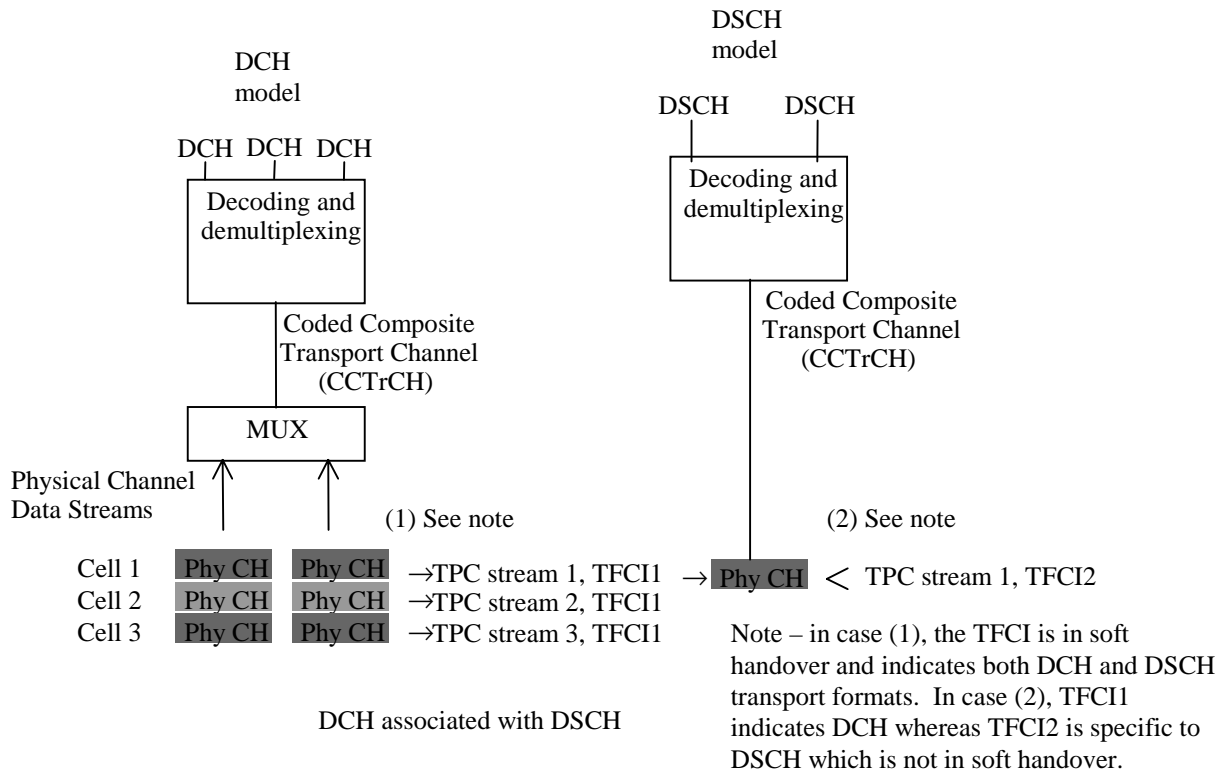 DCH
model
DCH DCH DCH
Decoding and
demultiplexing
Coded Composite
Transport Channel
(CCTrCH)
MUX
Physical Channel
Data Streams
(1) See note
Cell 1 Phy CH Phy CH →TPC stream 1, TFCI1 →
Cell 2 Phy CH Phy CH →TPC stream 2, TFCI1
Cell 3 Phy CH Phy CH →TPC stream 3, TFCI1
DCH associated with DSCH
DSCH
model
DSCH DSCH
Decoding and
demultiplexing
Coded Composite
Transport Channel
(CCTrCH)
(2) See note
Phy CH < TPC stream 1, TFCI2
Note – in case (1), the TFCI is in soft
handover and indicates both DCH and DSCH
transport formats. In case (2), TFCI1
indicates DCH whereas TFCI2 is specific to
DSCH which is not in soft handover.